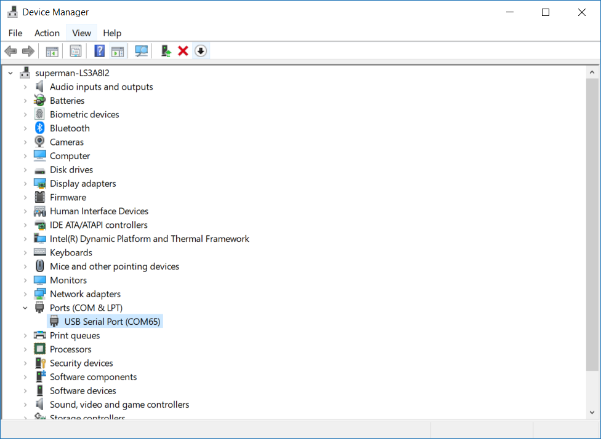 Device Manager
File Action View Help
superman-LS3A8I2
Audio inputs and outputs
Batteries
Biometric devices
Bluetooth
Cameras
Computer
Disk drives
Display adapters
Firmware
Human Interface Devices
IDE ATA/ATAPI controllers
Intel(R) Dynamic Platform and Thermal Framework
Keyboards
Mice and other pointing devices
Monitors
Network adapters
Ports (COM & LPT)
USB Serial Port (COM65)
Print queues
Processors
Security devices
Software components
Software devices
Sound, video and game controllers
Storage controllers